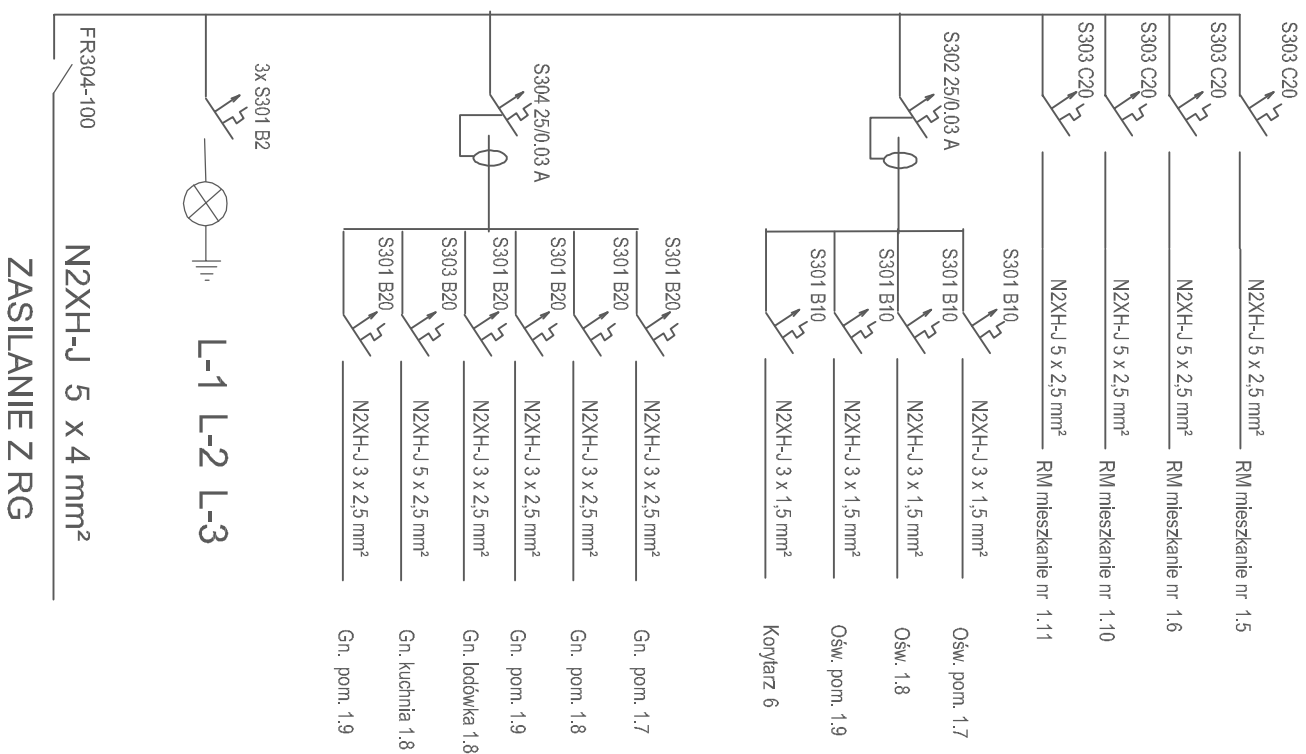 FR304-100
N2XH-J 5 x 4 mm²
ZASILANIE Z RG
3x S301 B2
L-1 L-2 L-3
S304 25/0.03 A
S301 B20
N2XH-J 3 x 2,5 mm²
Gn. pom. 1.9
S303 B20
N2XH-J 5 x 2,5 mm²
Gn. kuchnia 1.8
S301 B20
N2XH-J 3 x 2,5 mm²
Gn. lodówka 1.8
S301 B20
N2XH-J 3 x 2,5 mm²
Gn. pom. 1.9
S301 B20
N2XH-J 3 x 2,5 mm²
Gn. pom. 1.8
S301 B20
N2XH-J 3 x 2,5 mm²
Gn. pom. 1.7
S302 25/0.03 A
S301 B10
N2XH-J 3 x 1,5 mm²
Korytarz 6
S301 B10
N2XH-J 3 x 1,5 mm²
Ośw. pom. 1.9
S301 B10
N2XH-J 3 x 1,5 mm²
Ośw. 1.8
S301 B10
N2XH-J 3 x 1,5 mm²
Ośw. pom. 1.7
S303 C20
N2XH-J 5 x 2,5 mm²
RM mieszkanie nr 1.11
S303 C20
N2XH-J 5 x 2,5 mm²
RM mieszkanie nr 1.10
S303 C20
N2XH-J 5 x 2,5 mm²
RM mieszkanie nr 1.6
S303 C20
N2XH-J 5 x 2,5 mm²
RM mieszkanie nr 1.5